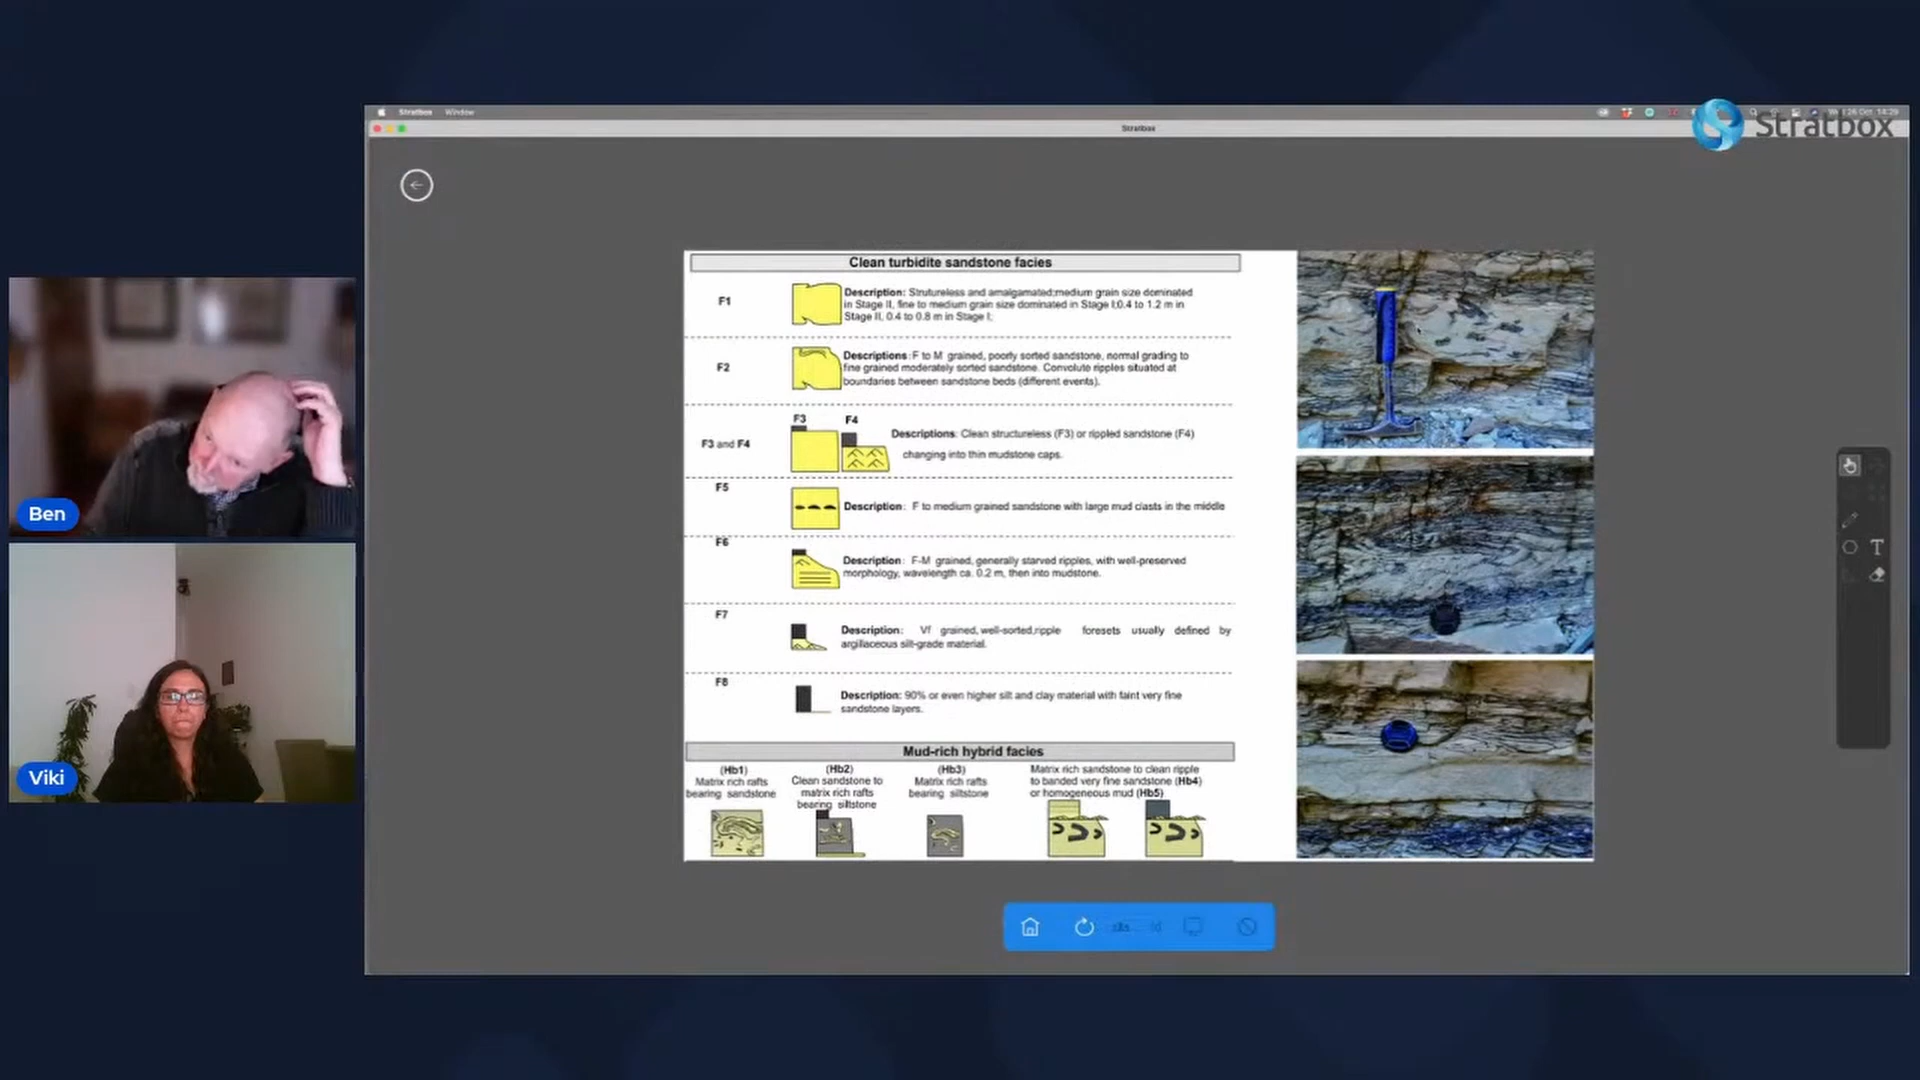 Stratbox Window
Stratbox
Stratbox
Clean turbidite sandstone facies
F1
Description: Strutureless and amalgamated;medium grain size dominated
in Stage II, fine to medium grain size dominated in Stage I;0.4 to 1.2 m in
Stage II, 0.4 to 0.8 m in Stage I;
F2
Descriptions :F to M grained, poorly sorted sandstone, normal grading to
fine grained moderately sorted sandstone. Convolute ripples situated at
boundaries between sandstone beds (different events).
F3 F4
F3 and F4
Descriptions: Clean structureless (F3) or rippled sandstone (F4)
changing into thin mudstone caps.
F5
Description: F to medium grained sandstone with large mud clasts in the middle
F6
Description: F-M grained, generally starved ripples, with well-preserved
morphology, wavelength ca. 0.2 m, then into mudstone.
F7
Description: Vf grained, well-sorted,ripple foresets usually defined by
argillaceous silt-grade material.
F8
Description: 90% or even higher silt and clay material with faint very fine
sandstone layers.
Mud-rich hybrid facies
(Hb1)
Matrix rich rafts
bearing sandstone
(Hb2)
Clean sandstone to
matrix rich rafts
bearing siltstone
(Hb3)
Matrix rich rafts
bearing siltstone
Matrix rich sandstone to clean ripple
to banded very fine sandstone (Hb4)
or homogeneous mud (Hb5)
T
Ben
Viki